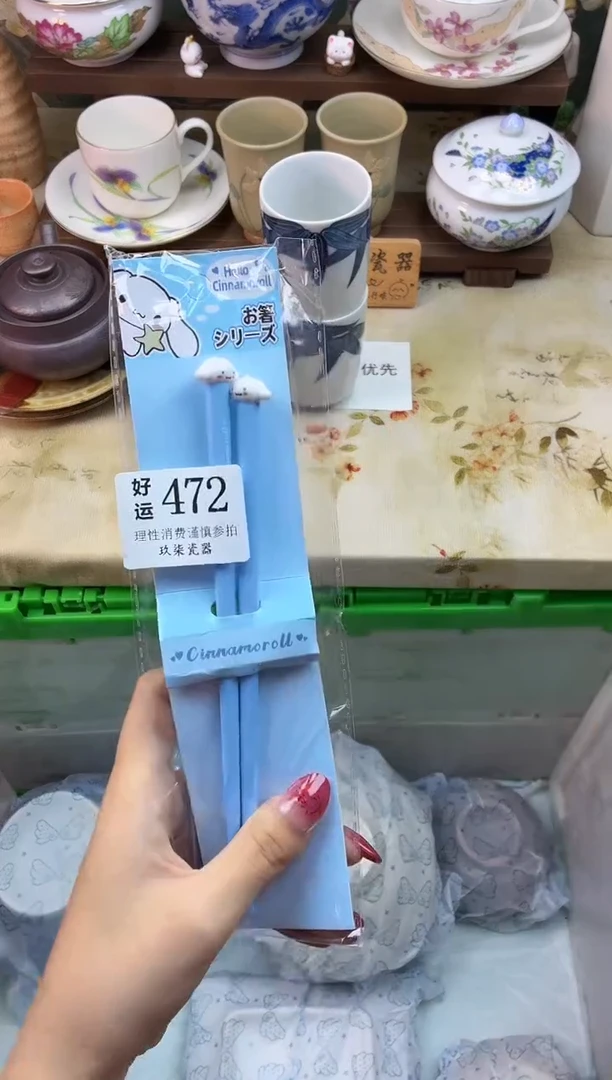 Hello
Cinnamoroll
お箸
シリーズ
瓷器
优先
好运 472
理性消费谨慎参拍
玖柒瓷器
Cinnamoroll